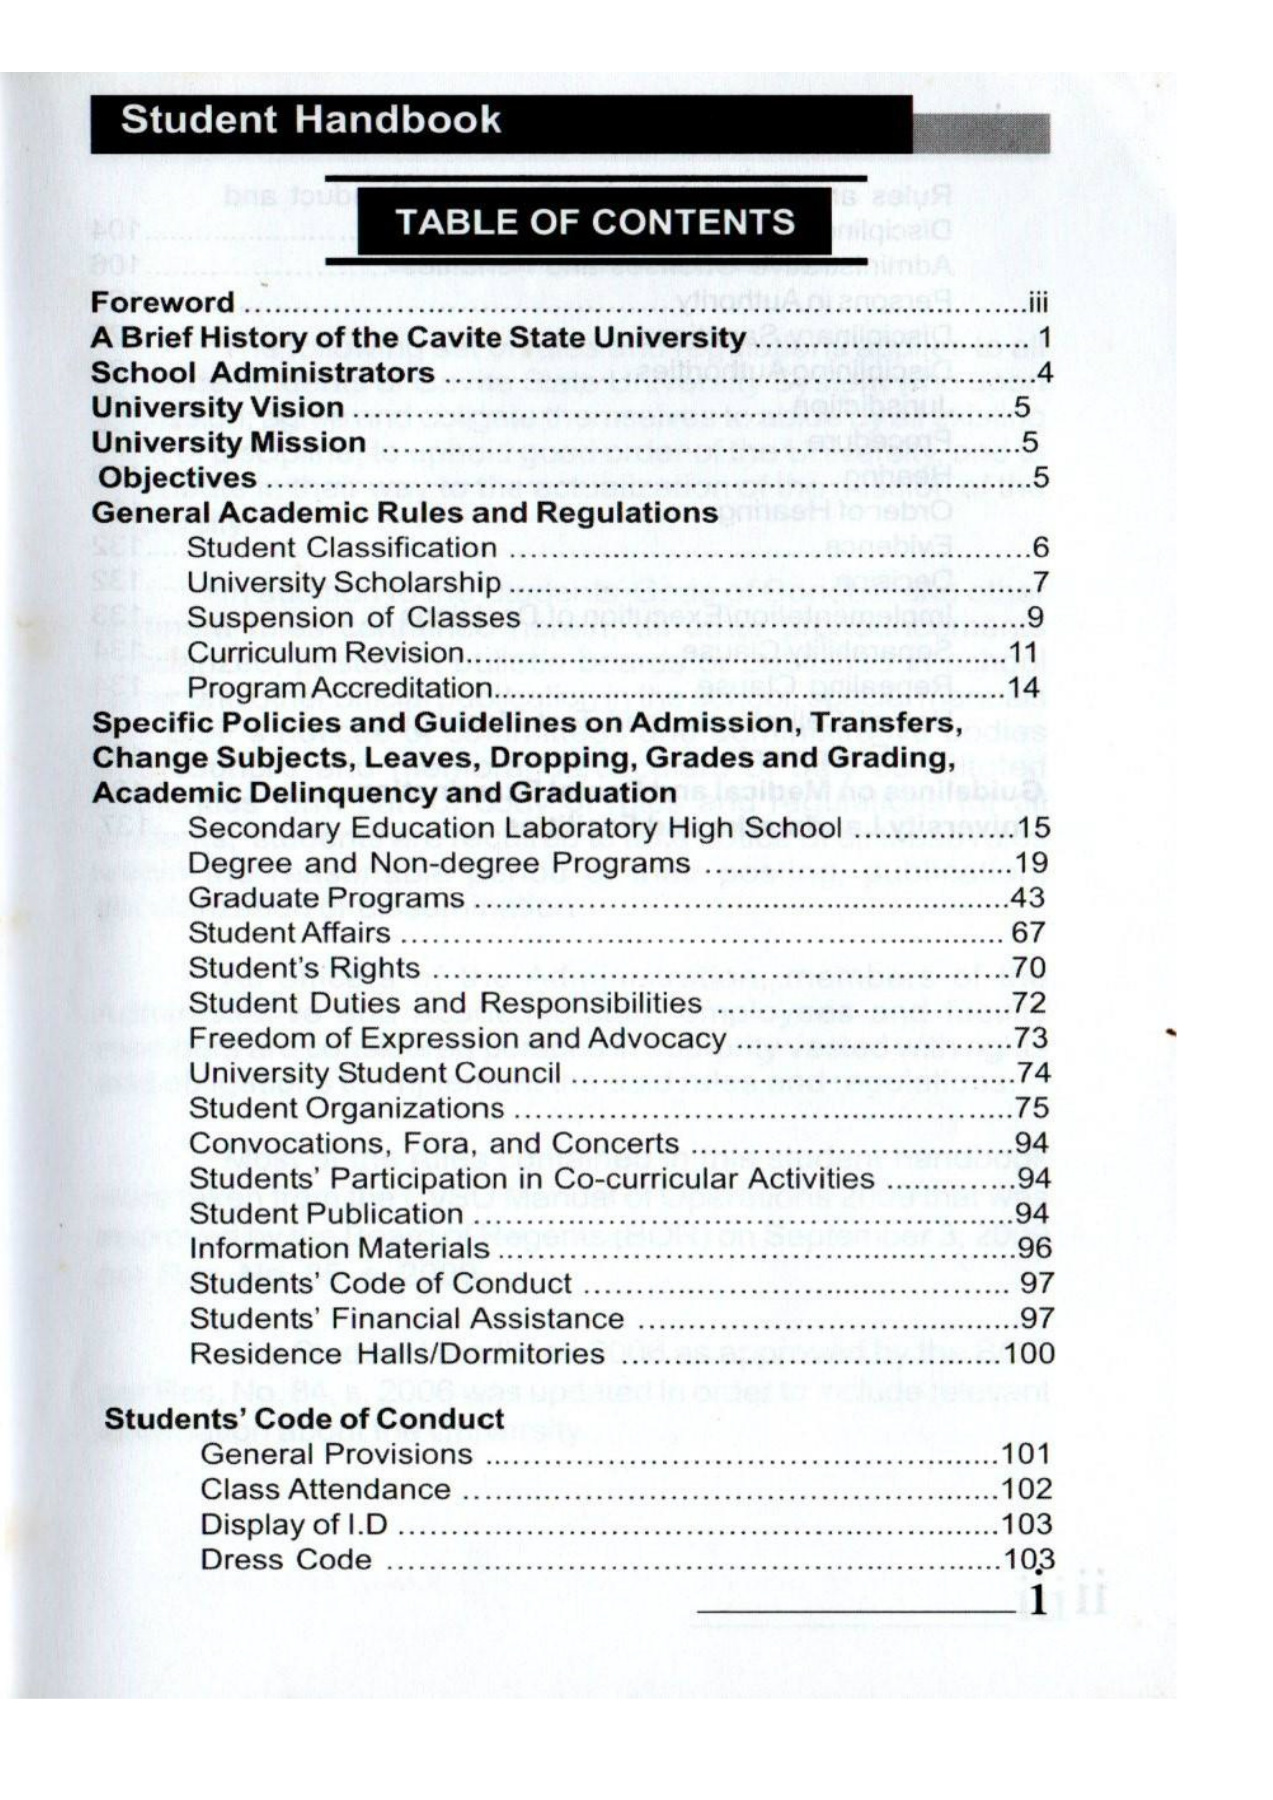 Student Handbook
TABLE OF CONTENTS
Foreword ........................................................................iii
A Brief History of the Cavite State University ..........................1
School Administrators ........................................................4
University Vision ...............................................................5
University Mission .............................................................5
Objectives ........................................................................5
General Academic Rules and Regulations
Student Classification ..................................................6
University Scholarship ..................................................7
Suspension of Classes ................................................9
Curriculum Revision....................................................11
Program Accreditation................................................14
Specific Policies and Guidelines on Admission, Transfers,
Change Subjects, Leaves, Dropping, Grades and Grading,
Academic Delinquency and Graduation
Secondary Education Laboratory High School ................15
Degree and Non-degree Programs .............................19
Graduate Programs ...................................................43
Student Affairs ......................................................... 67
Student's Rights .......................................................70
Student Duties and Responsibilities .............................72
Freedom of Expression and Advocacy...........................73
University Student Council ...........................................74
Student Organizations ................................................75
Convocations, Fora, and Concerts ................................94
Students' Participation in Co-curricular Activities ............94
Student Publication ....................................................94
Information Materials ..................................................96
Students' Code of Conduct ......................................... 97
Students' Financial Assistance ....................................97
Residence Halls/Dormitories ....................................100
Students' Code of Conduct
General Provisions .................................................101
Class Attendance ...................................................102
Display of I.D .........................................................103
Dress Code ...........................................................103
i